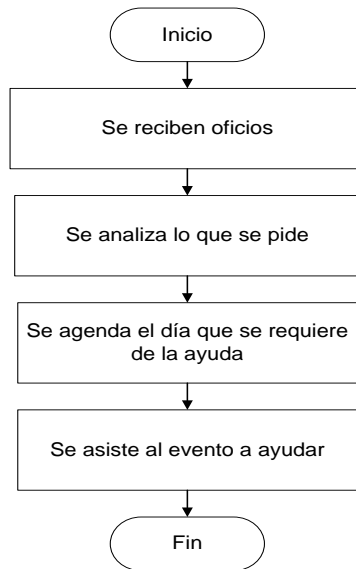 Inicio
Se reciben oficios
Se analiza lo que se pide
Se agenda el día que se requiere
de la ayuda
Se asiste al evento a ayudar
Fin